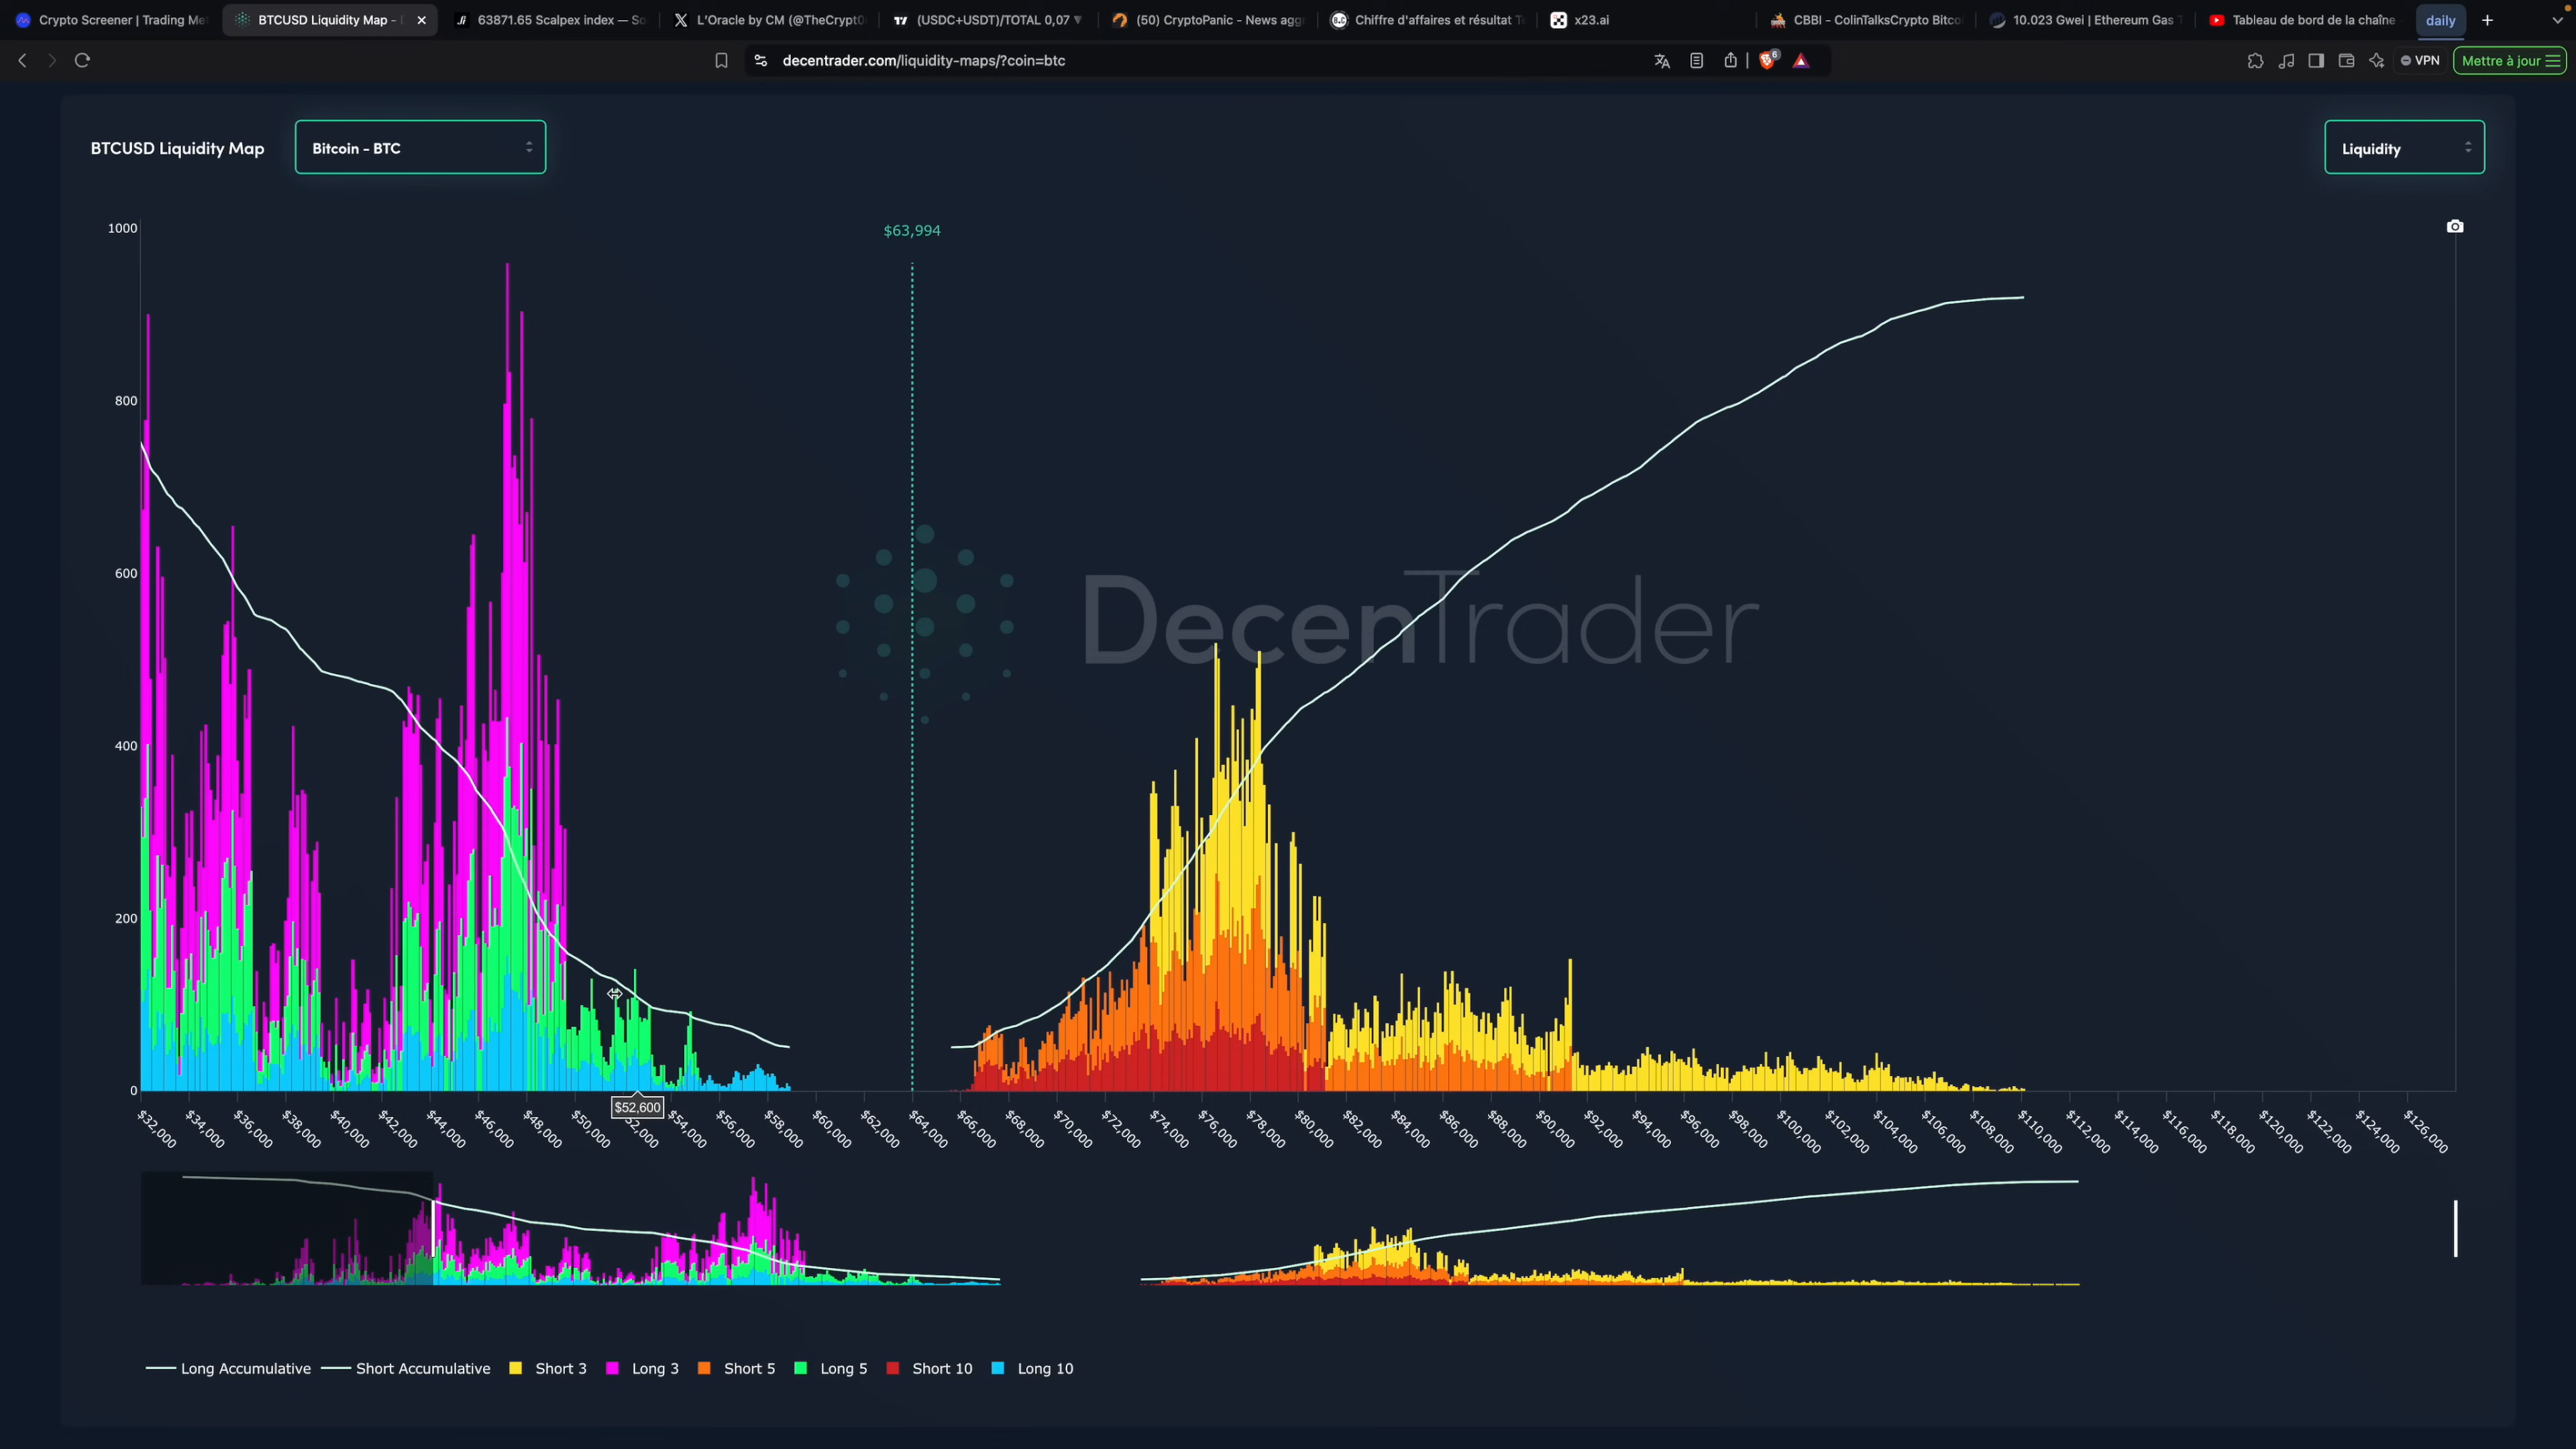 Crypto Screener | Trading Me
BTCUSD Liquidity Map -
63871.65 Scalpex index — So
L'Oracle by CM (@TheCrypt0
(USDC+USDT)/TOTAL 0,07 ▼
(50) CryptoPanic - News aggr
Chiffre d'affaires et résultat T
x23.ai
CBBI - ColinTalksCrypto Bitco
10.023 Gwei | Ethereum Gas T
Tableau de bord de la chaîne
daily
decentrader.com/liquidity-maps/?coin=btc
6
VPN
Mettre à jour
BTCUSD Liquidity Map
Bitcoin - BTC
Liquidity
$63,994
1000
800
600
400
200
0
DecenTrader
$32,000
$34,000
$36,000
$38,000
$40,000
$42,000
$44,000
$46,000
$48,000
$50,000
$52,000
$52,600
$54,000
$56,000
$58,000
$60,000
$62,000
$64,000
$66,000
$68,000
$70,000
$72,000
$74,000
$76,000
$78,000
$80,000
$82,000
$84,000
$86,000
$88,000
$90,000
$92,000
$94,000
$96,000
$98,000
$100,000
$102,000
$104,000
$106,000
$108,000
$110,000
$112,000
$114,000
$116,000
$118,000
$120,000
$122,000
$124,000
$126,000
Long Accumulative Short Accumulative Short 3 Long 3 Short 5 Long 5 Short 10 Long 10